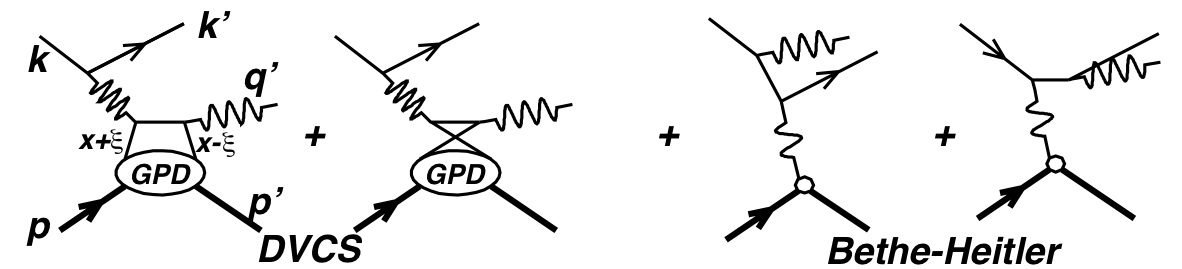 k k’
q’
x+ξ x-ξ + + +
GPD GPD
p p’
DVCS Bethe-Heitler